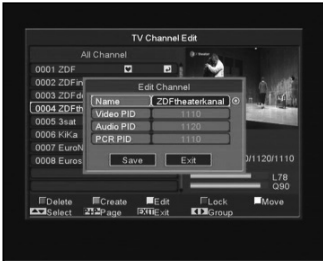 TV Channel Edit
All Channel
0001 ZDF
0002 ZDFin
0003 ZDFd
0004 ZDFth
0005 3sat
0006 KiKa
0007 EuroN
0008 Euros
Edit Channel
Name ZDFtheaterkanal
Video PID 1110
Audio PID 1120
PCR PID 1110
Save Exit
0/1120/1110
L78
Q90
Delete Create Edit Lock Move
Select Page EXIT Exit Group